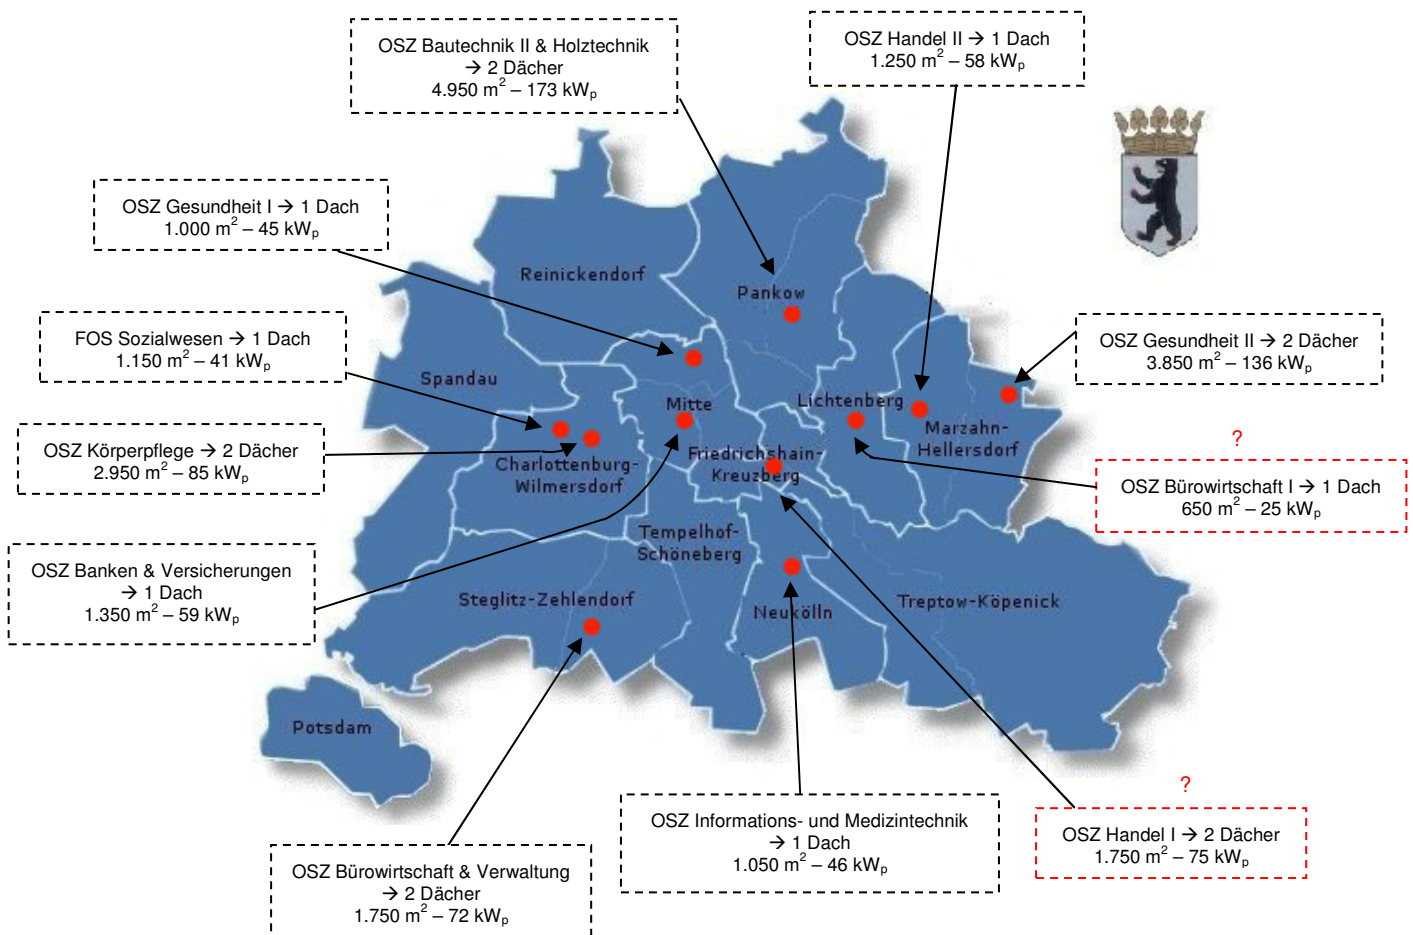 OSZ Bautechnik II & Holztechnik
→ 2 Dächer
4.950 m² – 173 kWₚ
OSZ Handel II → 1 Dach
1.250 m² – 58 kWₚ
OSZ Gesundheit I → 1 Dach
1.000 m² – 45 kWₚ
FOS Sozialwesen → 1 Dach
1.150 m² – 41 kWₚ
OSZ Körperpflege → 2 Dächer
2.950 m² – 85 kWₚ
OSZ Banken & Versicherungen
→ 1 Dach
1.350 m² – 59 kWₚ
OSZ Gesundheit II → 2 Dächer
3.850 m² – 136 kWₚ
?
OSZ Bürowirtschaft I → 1 Dach
650 m² – 25 kWₚ
?
OSZ Handel I → 2 Dächer
1.750 m² – 75 kWₚ
OSZ Informations- und Medizintechnik
→ 1 Dach
1.050 m² – 46 kWₚ
OSZ Bürowirtschaft & Verwaltung
→ 2 Dächer
1.750 m² – 72 kWₚ
Reinickendorf
Pankow
Spandau
Mitte
Lichtenberg
Marzahn-
Hellersdorf
Charlottenburg-
Wilmersdorf
Friedrichshain-
Kreuzberg
Tempelhof-
Schöneberg
Steglitz-Zehlendorf
Neukölln
Treptow-Köpenick
Potsdam